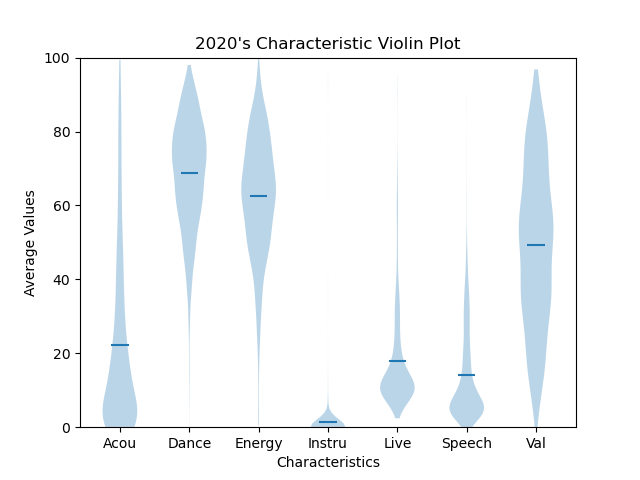 2020's Characteristic Violin Plot
Average Values
100
80
60
40
20
0
Acou Dance Energy Instru Live Speech Val
Characteristics